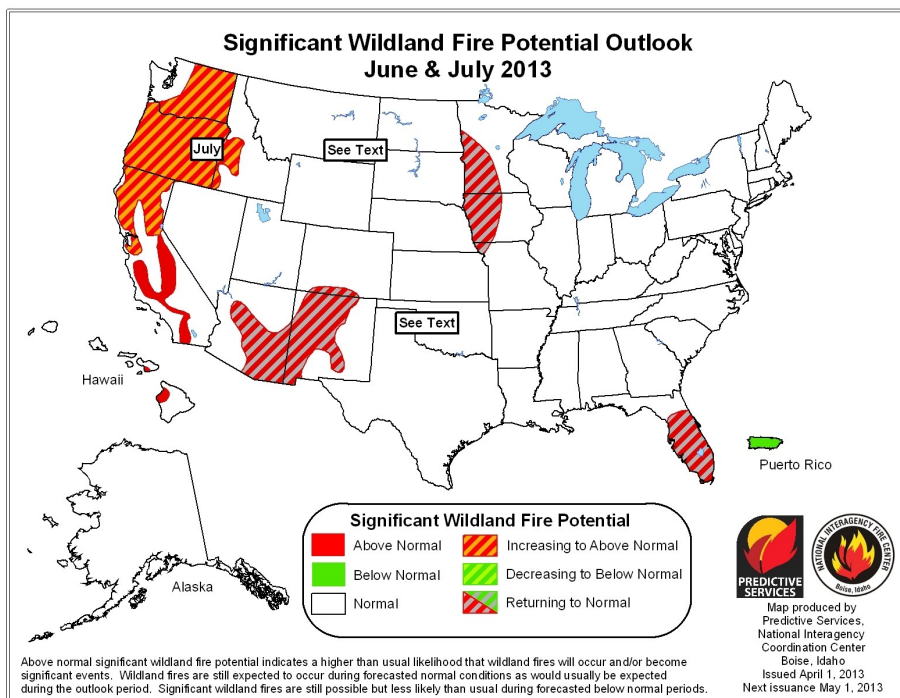 Significant Wildland Fire Potential Outlook
June & July 2013
July
See Text
See Text
Hawaii
Alaska
Puerto Rico
Significant Wildland Fire Potential
Above Normal
Increasing to Above Normal
Below Normal
Decreasing to Below Normal
Normal
Returning to Normal
PREDICTIVE
SERVICES
NATIONAL INTERAGENCY FIRE CENTER
Boise, Idaho
Map produced by
Predictive Services,
National Interagency
Coordination Center
Boise, Idaho
Issued April 1, 2013
Next issuance May 1, 2013
Above normal significant wildland fire potential indicates a higher than usual likelihood that wildland fires will occur and/or become
significant events. Wildland fires are still expected to occur during forecasted normal conditions as would usually be expected
during the outlook period. Significant wildland fires are still possible but less likely than usual during forecasted below normal periods.